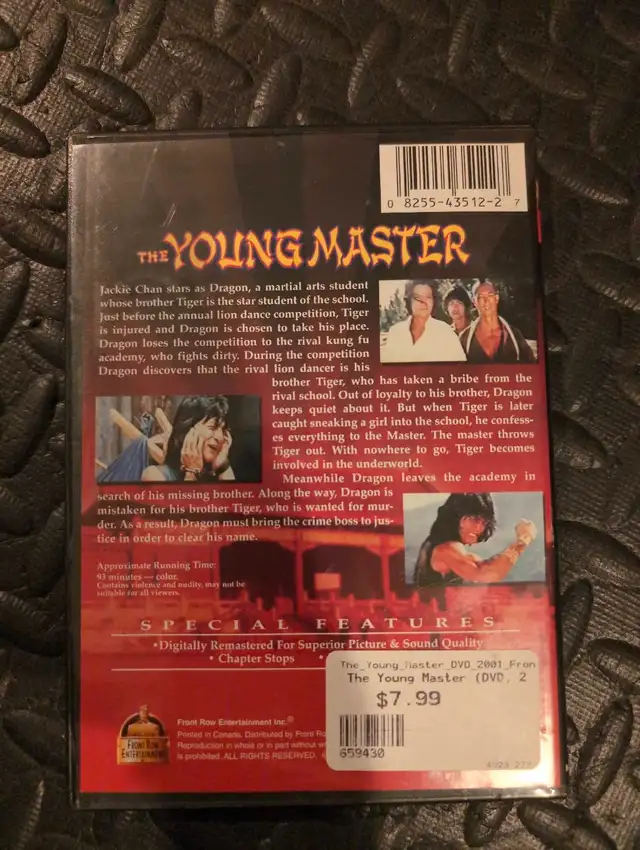 0 8255-43512-2 7
THE YOUNG MASTER
Jackie Chan stars as Dragon, a martial arts student
whose brother Tiger is the star student of the school.
Just before the annual lion dance competition, Tiger
is injured and Dragon is chosen to take his place.
Dragon loses the competition to the rival kung fu
academy, who fights dirty. During the competition
Dragon discovers that the rival lion dancer is his
brother Tiger, who has taken a bribe from the
rival school. Out of loyalty to his brother, Dragon
keeps quiet about it. But when Tiger is later
caught sneaking a girl into the school, he confess-
es everything to the Master. The master throws
Tiger out. With nowhere to go, Tiger becomes
involved in the underworld.
Meanwhile Dragon leaves the academy in
search of his missing brother. Along the way, Dragon is
mistaken for his brother Tiger, who is wanted for mur-
der. As a result, Dragon must bring the crime boss to jus-
tice in order to clear his name.
Approximate Running Time:
93 minutes — color.
Contains violence and nudity, may not be
suitable for all viewers.
SPECIAL FEATURES
•Digitally Remastered For Superior Picture & Sound Quality
• Chapter Stops •
The_Young_Master_DVD_2001_Fron
The Young Master (DVD, 2
$7.99
659430
FRONT ROW
ENTERTAINMENT
Front Row Entertainment Inc.®
Printed in Canada. Distributed by Front Ro
Reproduction in whole or in part without w
is prohibited. ALL RIGHTS RESERVED.